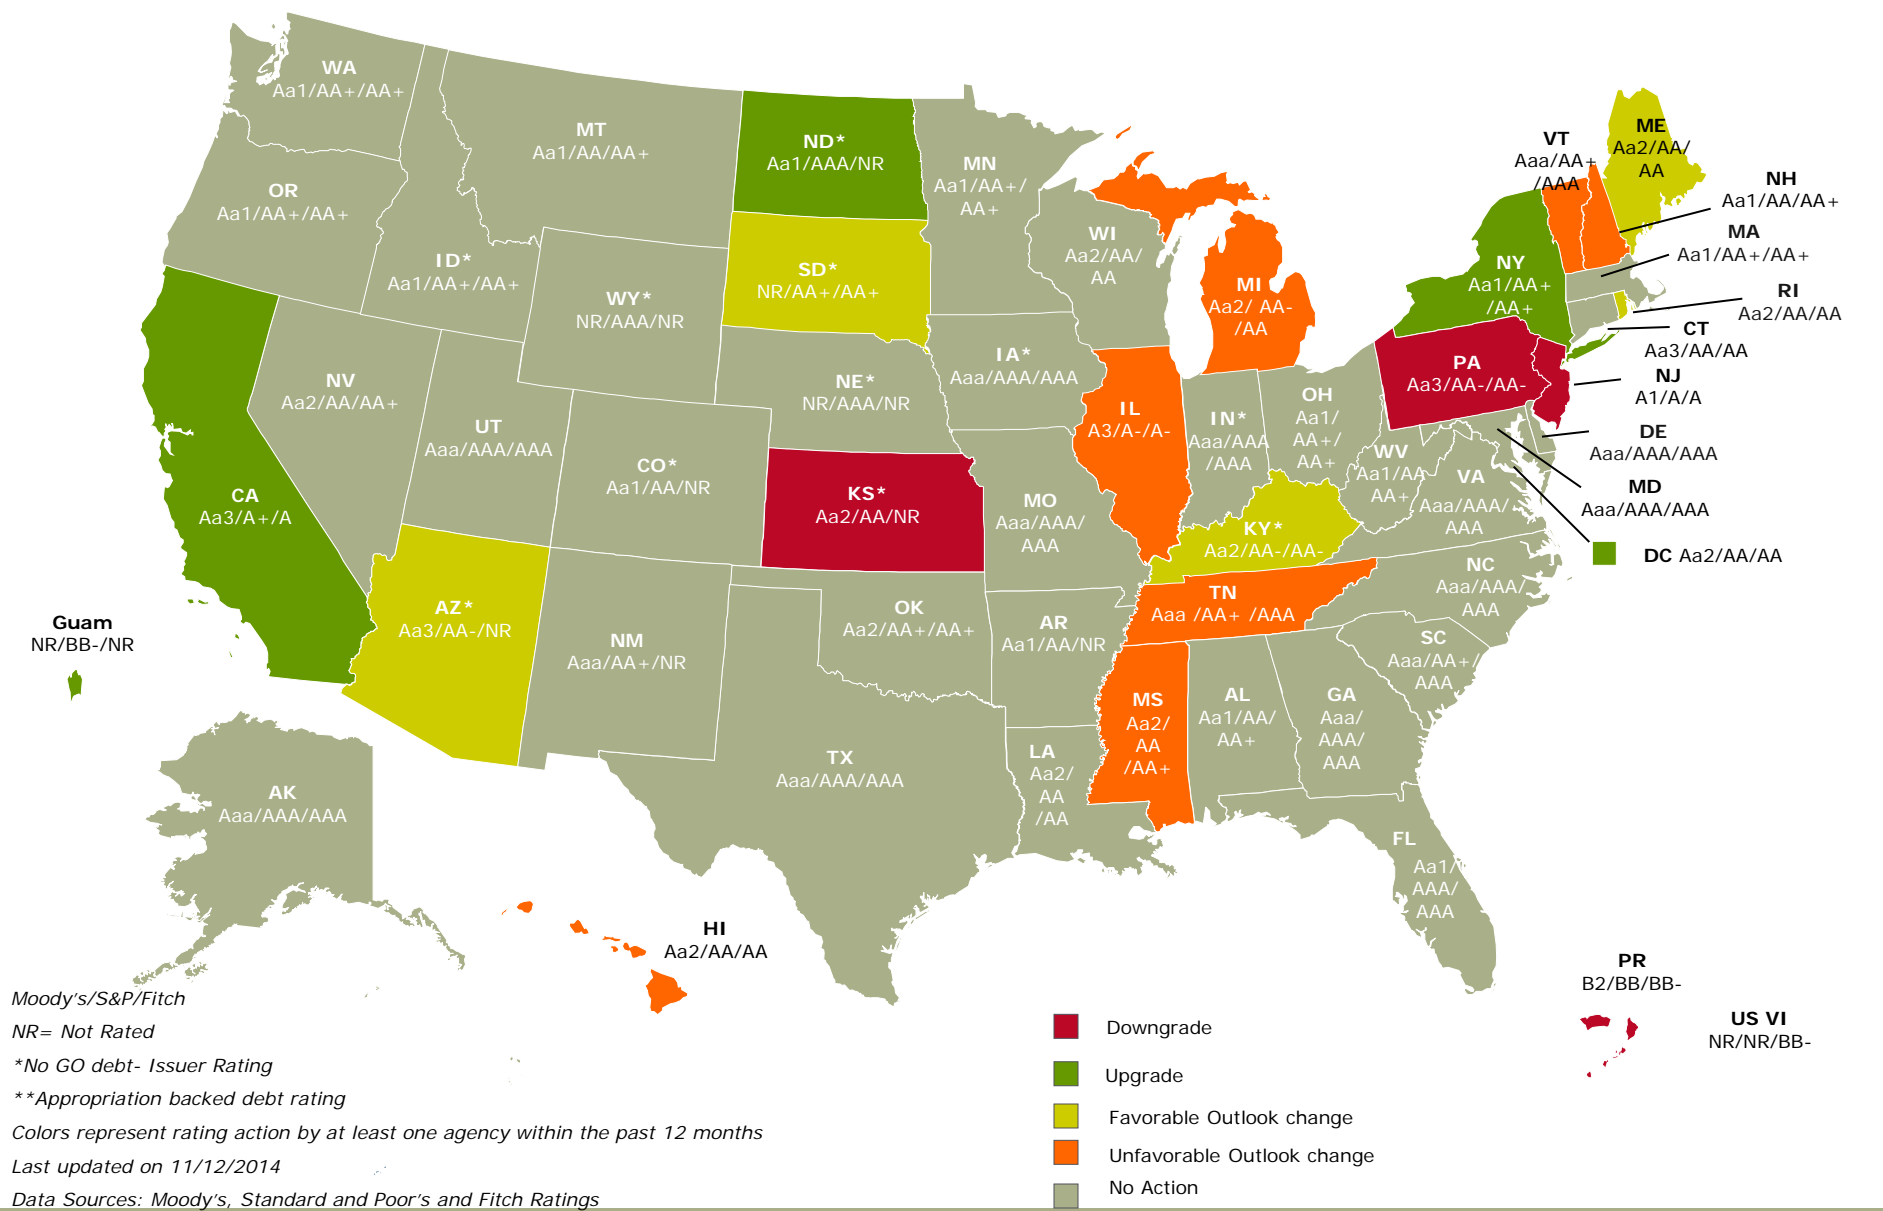 WA
Aa1/AA+/AA+
MT
Aa1/AA/AA+
ND*
Aa1/AAA/NR
MN
Aa1/AA+/
AA+
VT
Aaa/AA+
/AAA
ME
Aa2/AA/
AA
NH
Aa1/AA/AA+
OR
Aa1/AA+/AA+
ID*
Aa1/AA+/AA+
WY*
NR/AAA/NR
SD*
NR/AA+/AA+
WI
Aa2/AA/
AA
MI
Aa2/ AA-
/AA
NY
Aa1/AA+
/AA+
MA
Aa1/AA+/AA+
RI
Aa2/AA/AA
CT
Aa3/AA/AA
NV
Aa2/AA/AA+
UT
Aaa/AAA/AAA
NE*
NR/AAA/NR
IA*
Aaa/AAA/AAA
IL
A3/A-/A-
IN*
Aaa/AAA
/AAA
OH
Aa1/
AA+/
AA+
PA
Aa3/AA-/AA-
NJ
A1/A/A
DE
Aaa/AAA/AAA
MD
Aaa/AAA/AAA
DC Aa2/AA/AA
CA
Aa3/A+/A
CO*
Aa1/AA/NR
KS*
Aa2/AA/NR
MO
Aaa/AAA/
AAA
KY*
Aa2/AA-/AA-
WV
Aa1/AA
AA+
VA
Aaa/AAA/
AAA
NC
Aaa/AAA/
AAA
TN
Aaa /AA+ /AAA
Guam
NR/BB-/NR
AZ*
Aa3/AA-/NR
NM
Aaa/AA+/NR
OK
Aa2/AA+/AA+
AR
Aa1/AA/NR
SC
Aaa/AA+/
AAA
MS
Aa2/
AA
/AA+
AL
Aa1/AA/
AA+
GA
Aaa/
AAA/
AAA
LA
Aa2/
AA
/AA
TX
Aaa/AAA/AAA
AK
Aaa/AAA/AAA
FL
Aa1/
AAA/
AAA
HI
Aa2/AA/AA
PR
B2/BB/BB-
US VI
NR/NR/BB-
Moody's/S&P/Fitch
NR= Not Rated
*No GO debt- Issuer Rating
**Appropriation backed debt rating
Colors represent rating action by at least one agency within the past 12 months
Last updated on 11/12/2014
Data Sources: Moody's, Standard and Poor's and Fitch Ratings
Downgrade
Upgrade
Favorable Outlook change
Unfavorable Outlook change
No Action